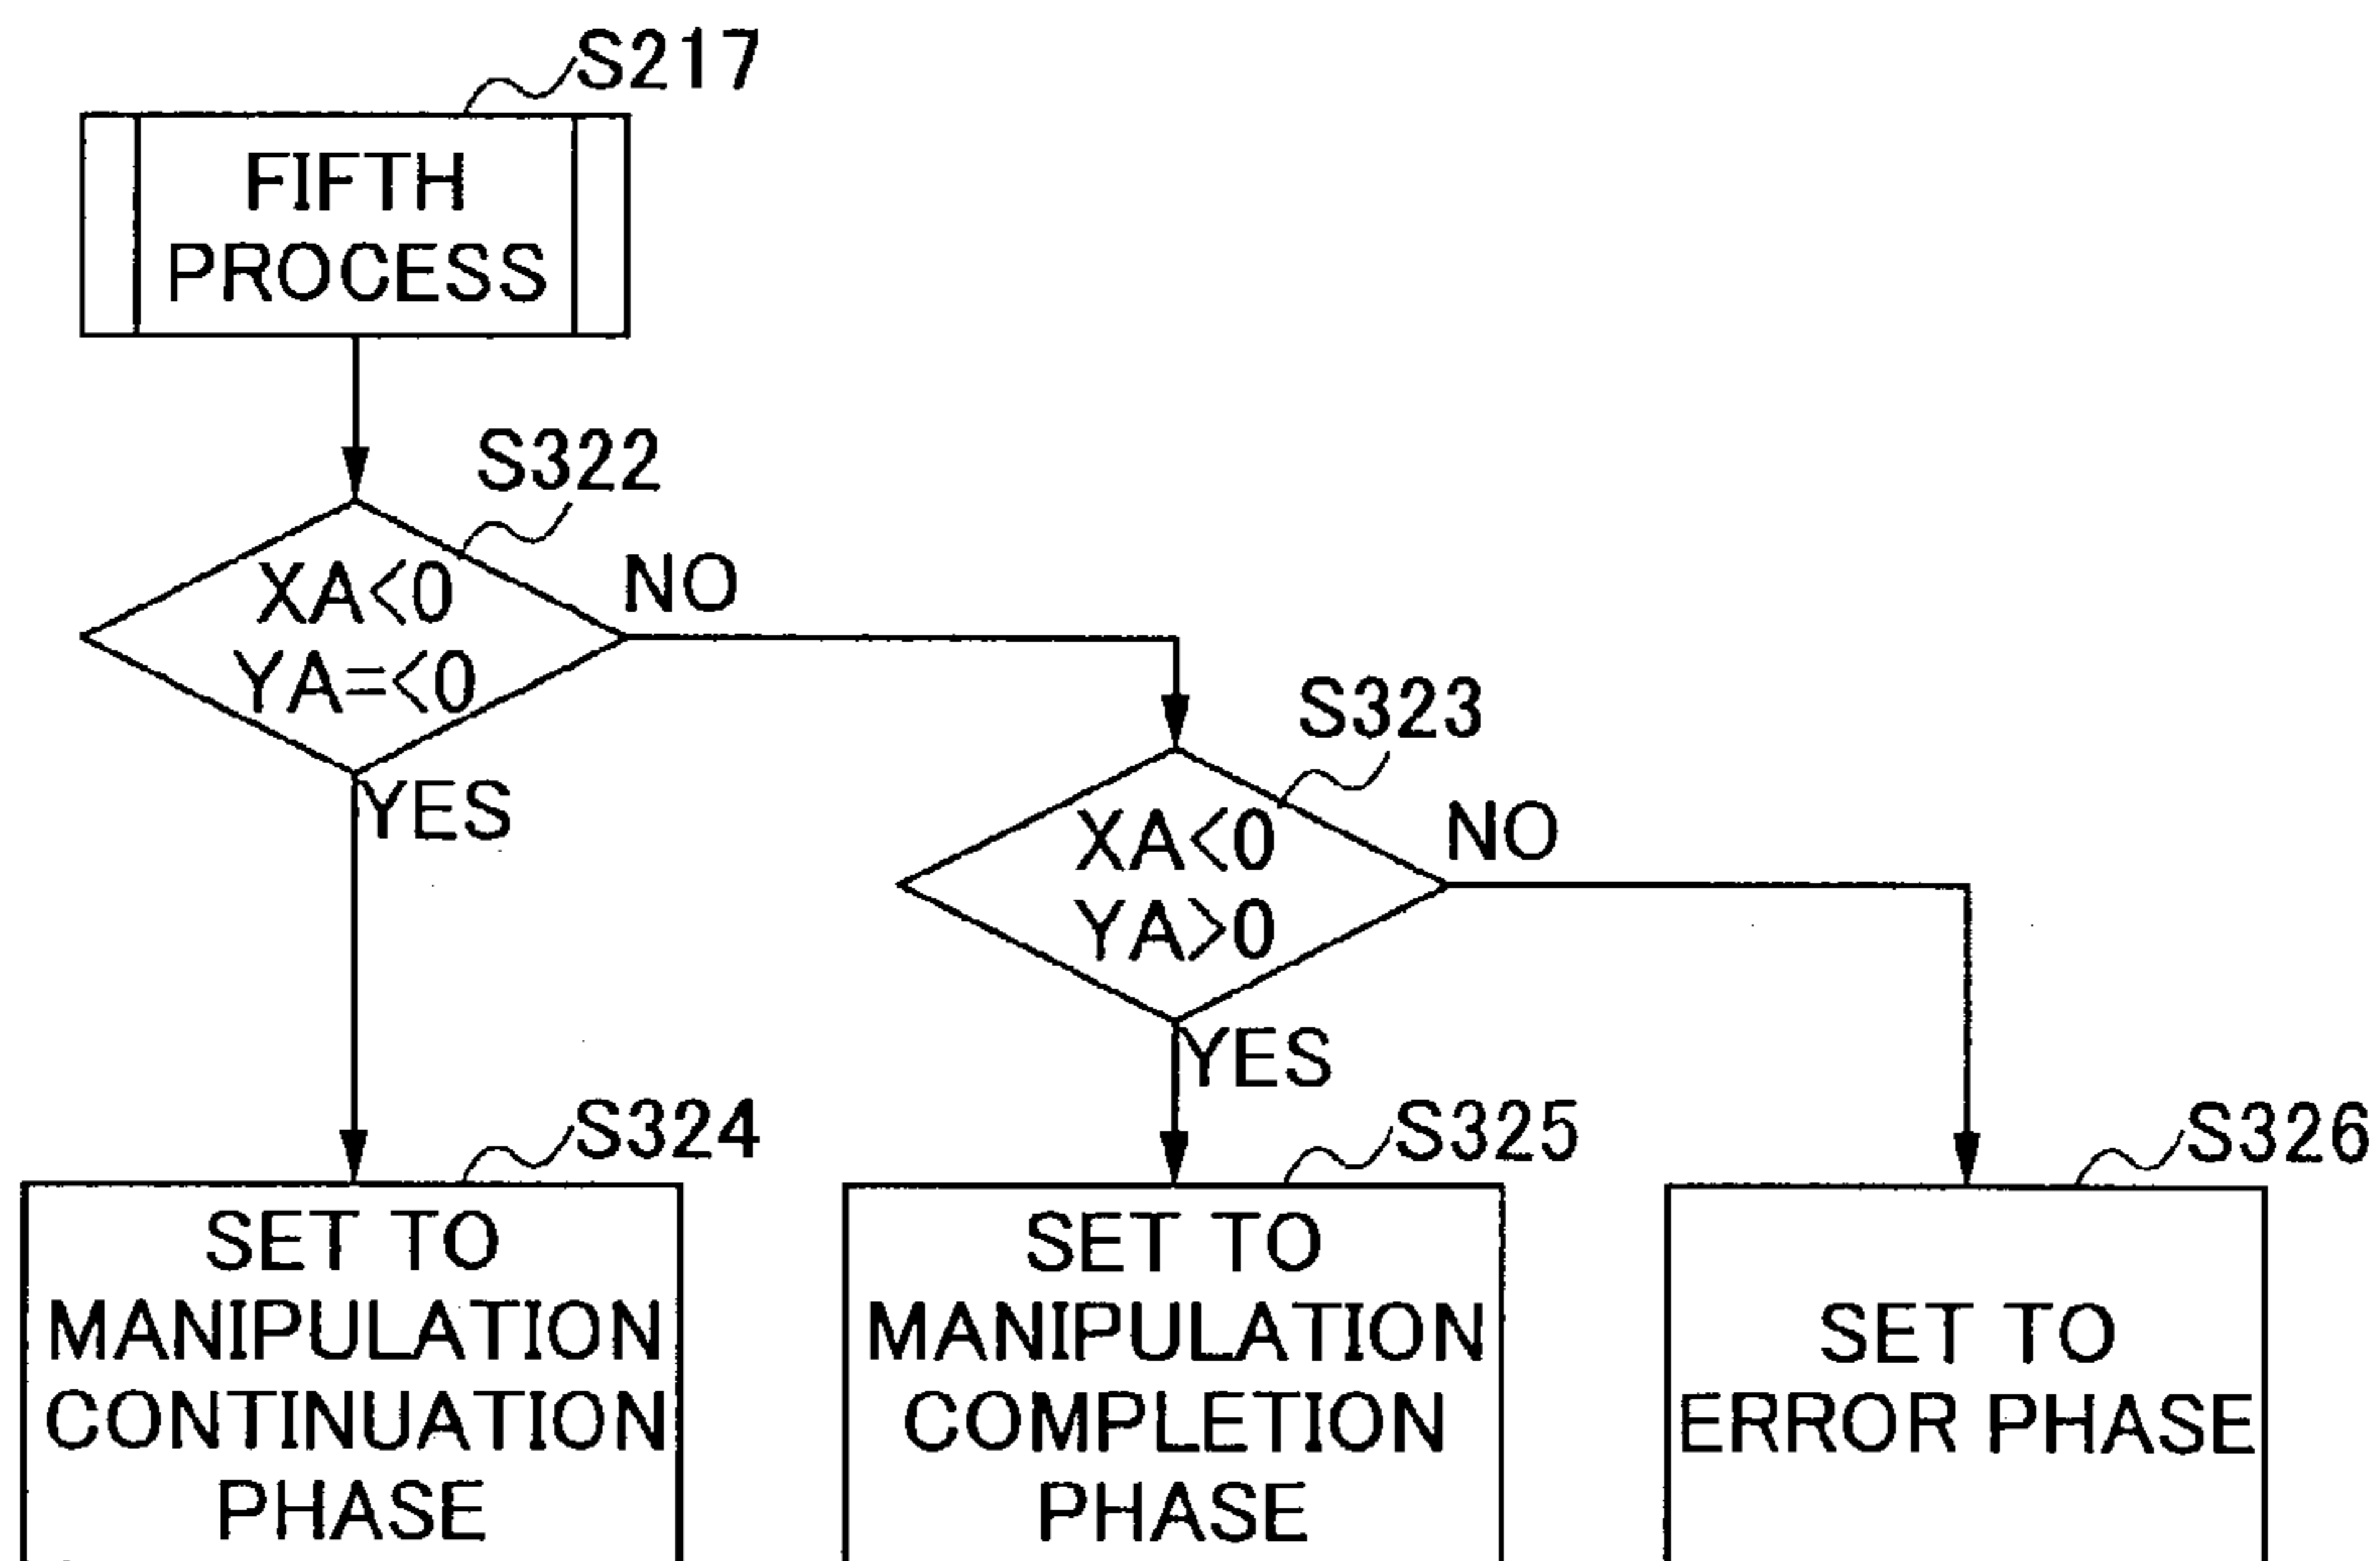 S217
FIFTH
PROCESS
S322
XA<0
YA=<0
NO
YES
S323
XA<0
YA>0
NO
YES
S324
SET TO
MANIPULATION
CONTINUATION
PHASE
S325
SET TO
MANIPULATION
COMPLETION
PHASE
S326
SET TO
ERROR PHASE